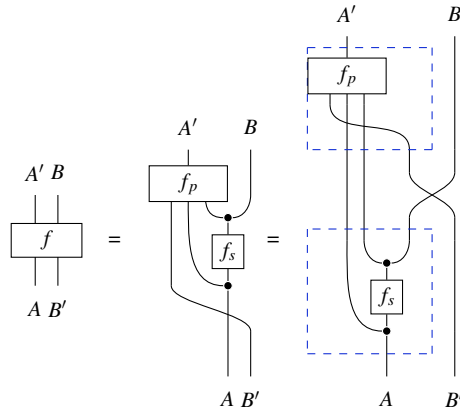 A′ B
f
A B′
=
A′ B
f_p
f_s
A B′
=
A′ B
f_p
f_s
A B′